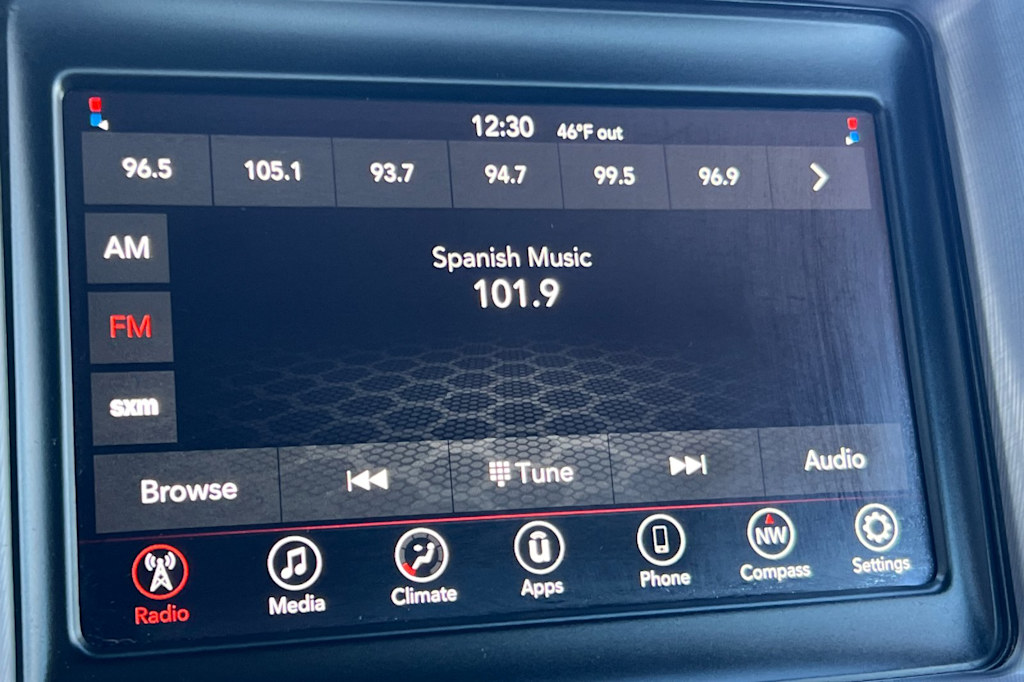 12:30 46°F out
96.5 105.1 93.7 94.7 99.5 96.9
AM
Spanish Music
101.9
FM
sxm
Browse Tune Audio
NW
Radio Media Climate Apps Phone Compass Settings